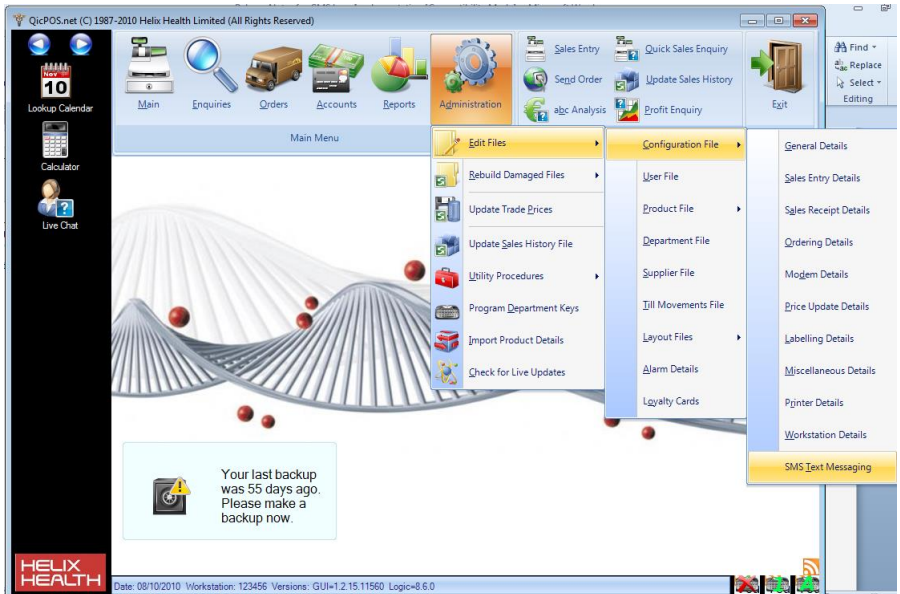 QicPOS.net (C) 1987-2010 Helix Health Limited (All Rights Reserved)
Nov
10
Lookup Calendar
Calculator
Live Chat
Main
Enquiries
Orders
Accounts
Reports
Administration
Main Menu
Sales Entry
Send Order
abc Analysis
Quick Sales Enquiry
Update Sales History
Profit Enquiry
Exit
Find
Replace
Select
Editing
Edit Files
Rebuild Damaged Files
Update Trade Prices
Update Sales History File
Utility Procedures
Program Department Keys
Import Product Details
Check for Live Updates
Configuration File
User File
Product File
Department File
Supplier File
Till Movements File
Layout Files
Alarm Details
Loyalty Cards
General Details
Sales Entry Details
Sales Receipt Details
Ordering Details
Modem Details
Price Update Details
Labelling Details
Miscellaneous Details
Printer Details
Workstation Details
SMS Text Messaging
Your last backup
was 55 days ago.
Please make a
backup now.
HELIX
HEALTH
Date: 08/10/2010 Workstation: 123456 Versions: GUI=1.2.15.11560 Logic=8.6.0